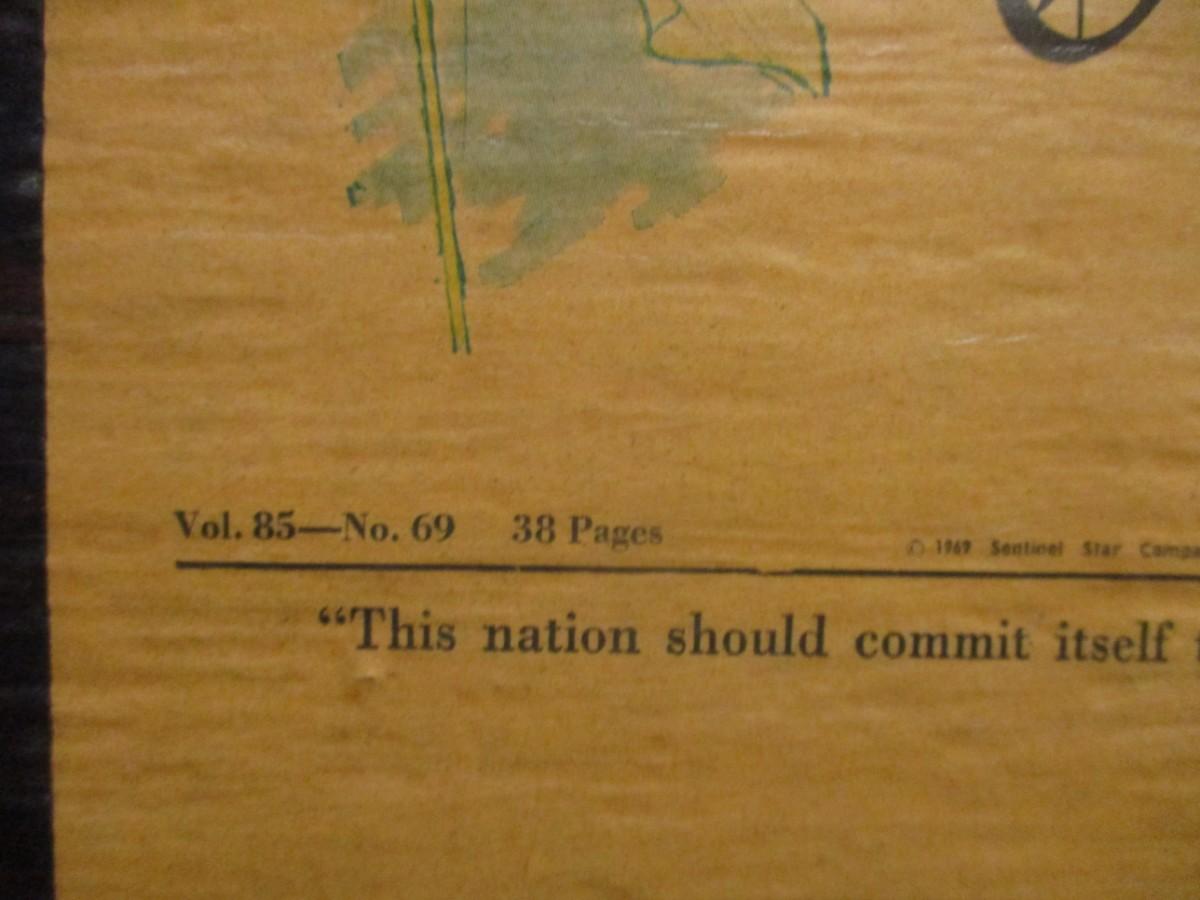 Vol. 85—No. 69 38 Pages © 1969 Sentinel Star
“This nation should commit itself